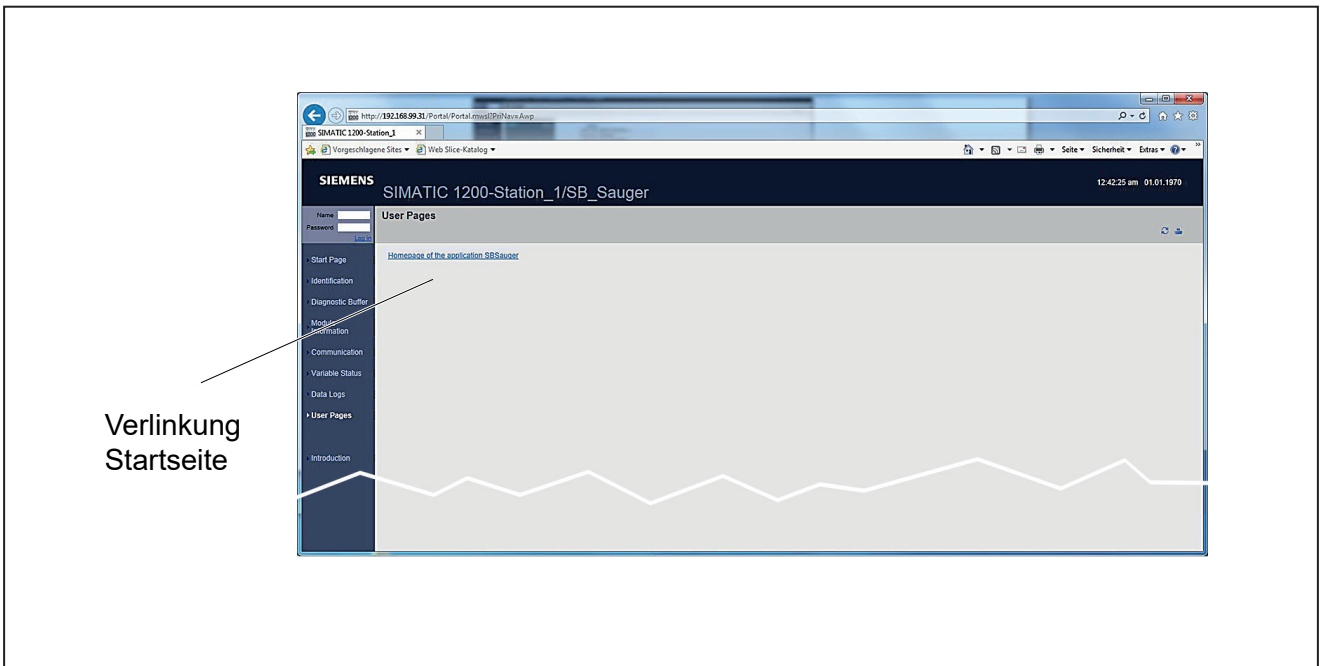 http://192.168.99.31/Portal/Portal.mwsl?PriNav=Awp
SIMATIC 1200-Station_1
Vorgeschlagene Sites
Web Slice-Katalog
Seite
Sicherheit
Extras
SIEMENS
SIMATIC 1200-Station_1/SB_Sauger
12:42:25 am 01.01.1970
Name
Password
Log in
User Pages
Start Page
Identification
Diagnostic Buffer
Module
Information
Communication
Variable Status
Data Logs
User Pages
Introduction
Homepage of the application SBSauger
Verlinkung
Startseite